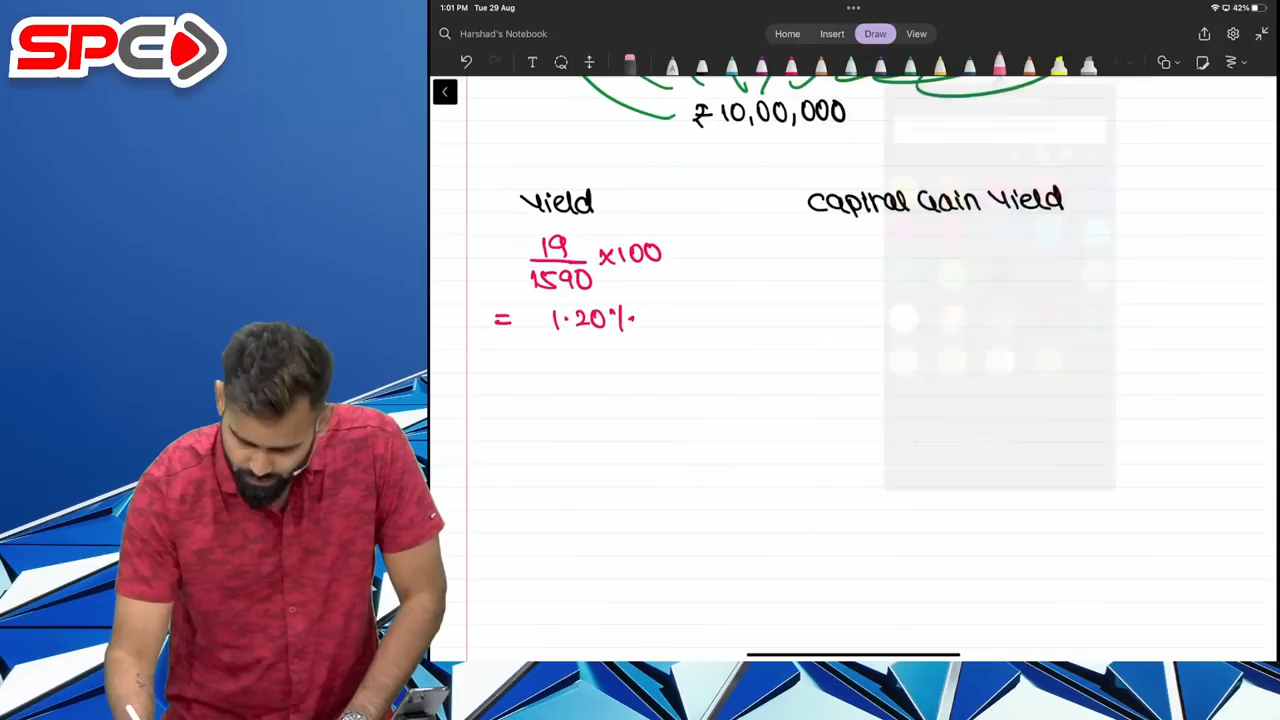 SPC
1:01 PM Tue 29 Aug
42%
Harshad's Notebook
Home Insert Draw View
₹10,00,000
Yield Capital Gain Yield
19
1590
×100
= 1.20%